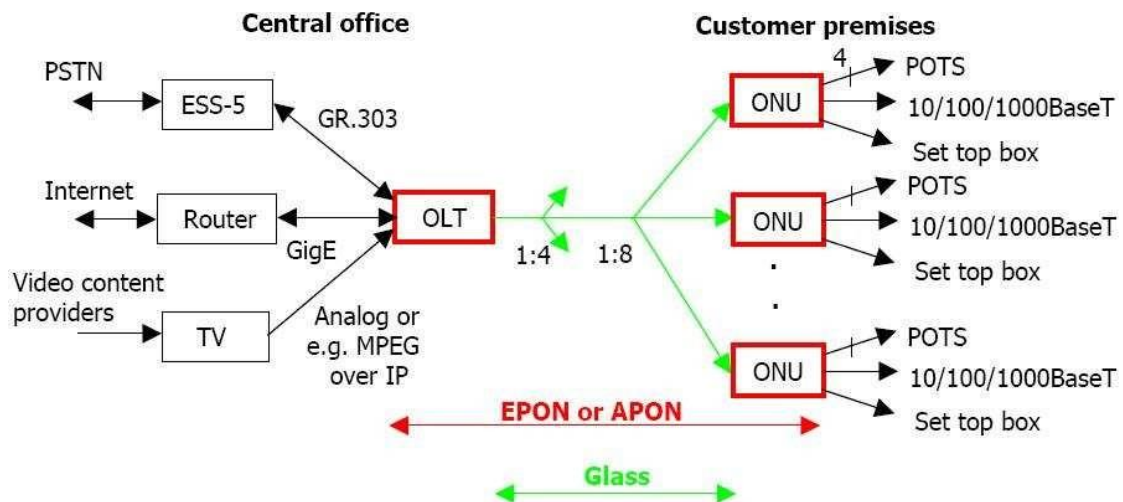 Central office
Customer premises
PSTN
ESS-5
GR.303
Internet
Router
GigE
Video content
providers
TV
Analog or
e.g. MPEG
over IP
OLT
1:4
1:8
ONU
4
POTS
10/100/1000BaseT
Set top box
ONU
POTS
10/100/1000BaseT
Set top box
.
.
ONU
POTS
10/100/1000BaseT
Set top box
EPON or APON
Glass